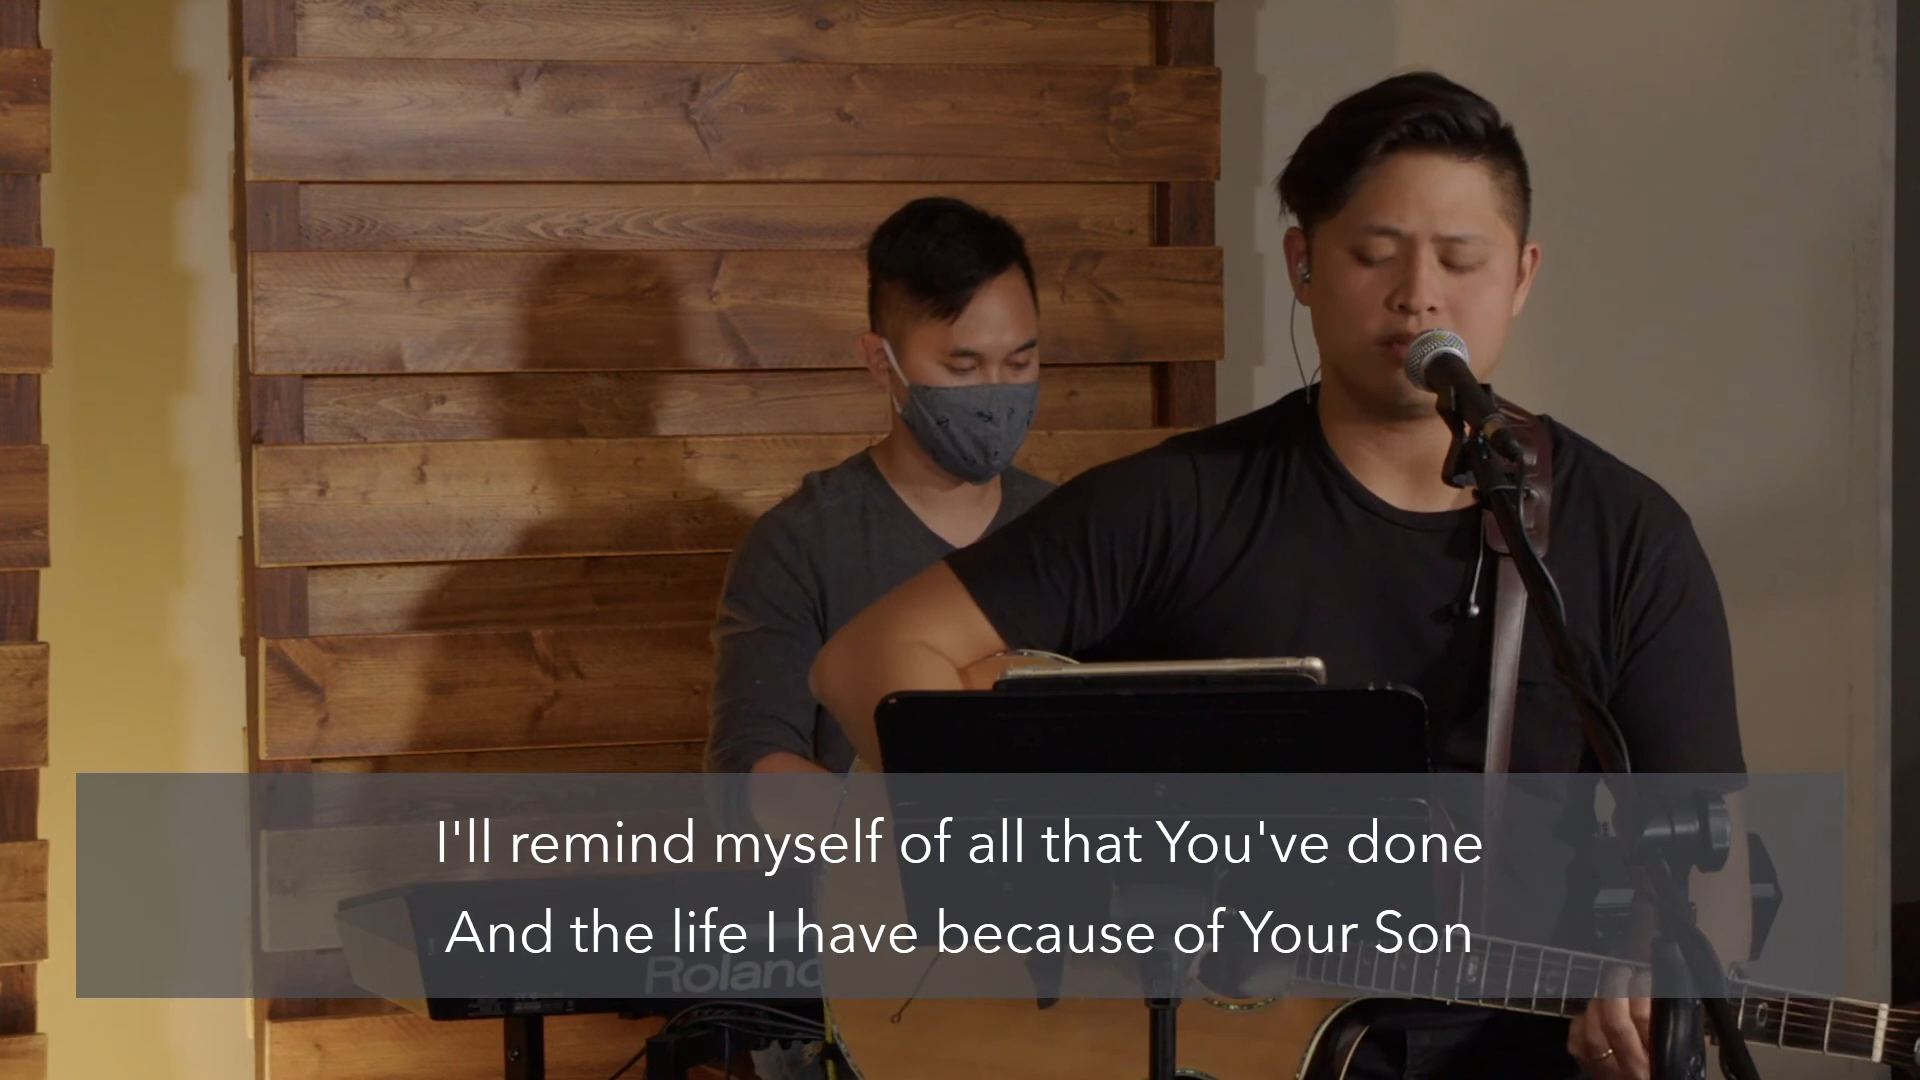 I'll remind myself of all that You've done
And the life I have because of Your Son
Roland